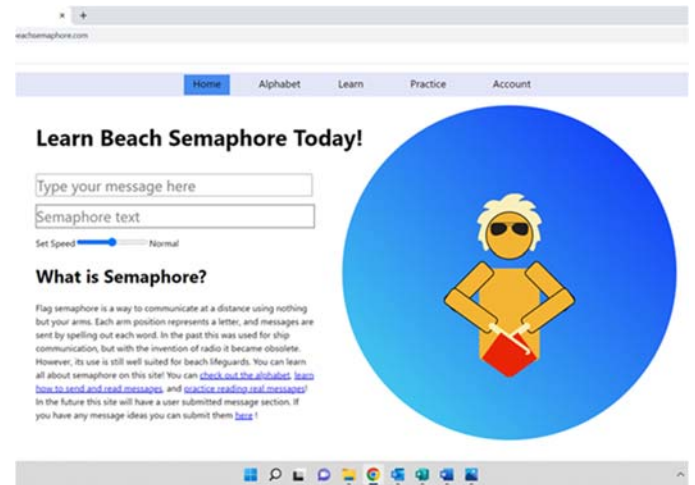 eachsemaphore.com
Home Alphabet Learn Practice Account
Learn Beach Semaphore Today!
Type your message here
Semaphore text
Set Speed Normal
What is Semaphore?
Flag semaphore is a way to communicate at a distance using nothing
but your arms. Each arm position represents a letter, and messages are
sent by spelling out each word. In the past this was used for ship
communication, but with the invention of radio it became obsolete.
However, its use is still well suited for beach lifeguards. You can learn
all about semaphore on this site! You can check out the alphabet, learn
how to send and read messages, and practice reading real messages!
In the future this site will have a user submitted message section. If
you have any message ideas you can submit them here !